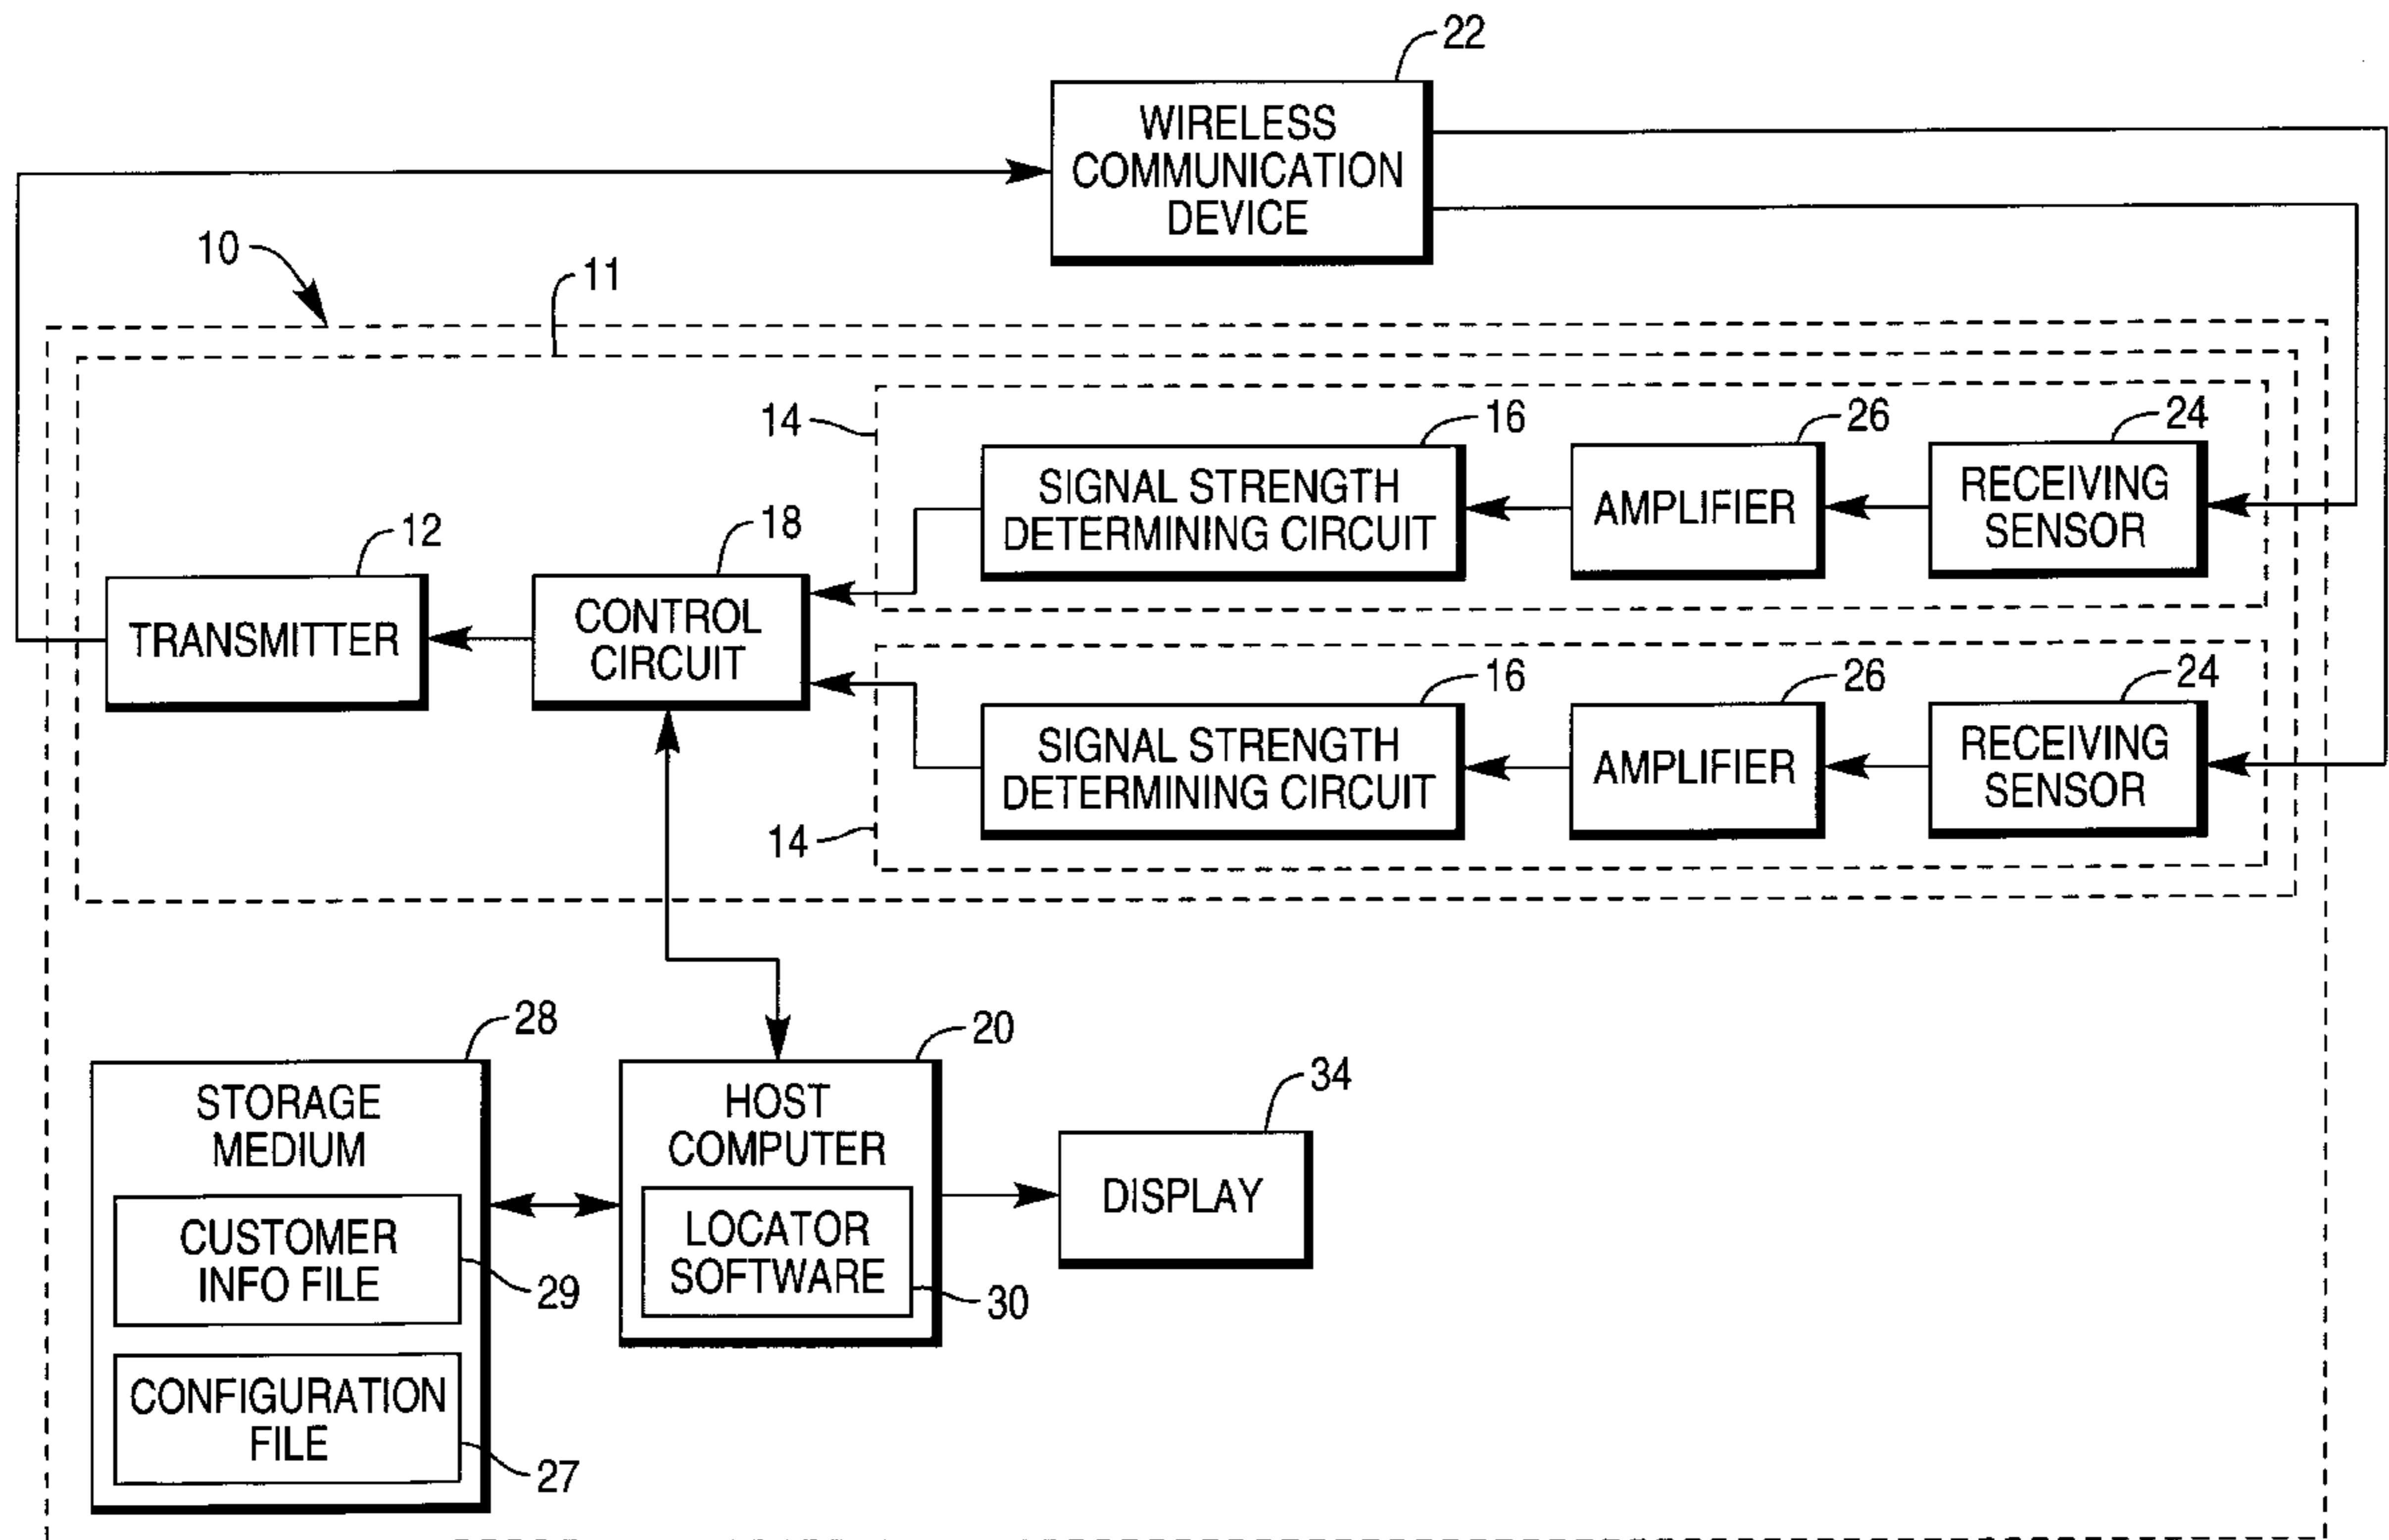 22
WIRELESS
COMMUNICATION
DEVICE
10
11
14
16
26
24
SIGNAL STRENGTH
DETERMINING CIRCUIT
AMPLIFIER
RECEIVING
SENSOR
12
18
TRANSMITTER
CONTROL
CIRCUIT
16
26
24
SIGNAL STRENGTH
DETERMINING CIRCUIT
AMPLIFIER
RECEIVING
SENSOR
14
28
20
34
STORAGE
MEDIUM
HOST
COMPUTER
DISPLAY
CUSTOMER
INFO FILE
29
LOCATOR
SOFTWARE
30
CONFIGURATION
FILE
27